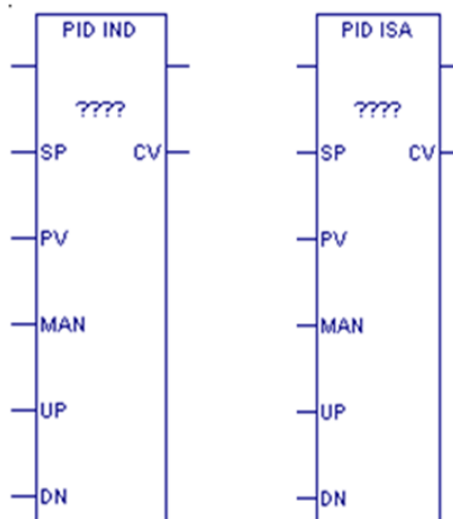 PID IND
????
SP CV
PV
MAN
UP
DN
PID ISA
????
SP CV
PV
MAN
UP
DN